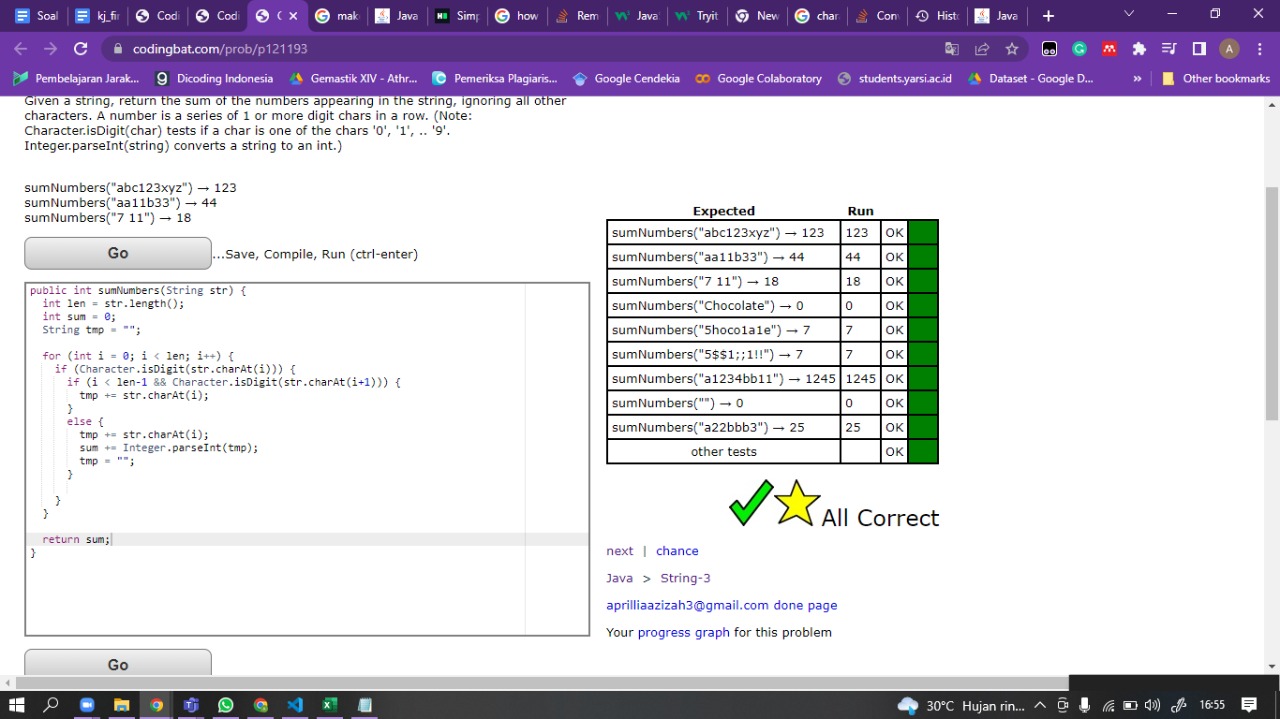 Soal
kj_fir
Codi
Codi
C
mak
Java
Simp
how
Rem
Java
Tryit
New
char
Con
Hist
Java
codingbat.com/prob/p121193
A
Pembelajaran Jarak...
Dicoding Indonesia
Gemastik XIV - Athr...
Pemeriksa Plagiaris...
Google Cendekia
Google Colaboratory
students.yarsi.ac.id
Dataset - Google D...
»
Other bookmarks
Given a string, return the sum of the numbers appearing in the string, ignoring all other
characters. A number is a series of 1 or more digit chars in a row. (Note:
Character.isDigit(char) tests if a char is one of the chars '0', '1', .. '9'.
Integer.parseInt(string) converts a string to an int.)
sumNumbers("abc123xyz") → 123
sumNumbers("aa11b33") → 44
sumNumbers("7 11") → 18
Go ...Save, Compile, Run (ctrl-enter)
public int sumNumbers(String str) {
int len = str.length();
int sum = 0;
String tmp = "";
for (int i = 0; i < len; i++) {
if (Character.isDigit(str.charAt(i))) {
if (i < len-1 && Character.isDigit(str.charAt(i+1))) {
tmp += str.charAt(i);
}
else {
tmp += str.charAt(i);
sum += Integer.parseInt(tmp);
tmp = "";
}
}
}
return sum;
}
Go
Expected Run
sumNumbers("abc123xyz") → 123 123 OK
sumNumbers("aa11b33") → 44 44 OK
sumNumbers("7 11") → 18 18 OK
sumNumbers("Chocolate") → 0 0 OK
sumNumbers("5hoco1a1e") → 7 7 OK
sumNumbers("5$$1;;1!!") → 7 7 OK
sumNumbers("a1234bb11") → 1245 1245 OK
sumNumbers("") → 0 0 OK
sumNumbers("a22bbb3") → 25 25 OK
other tests OK
All Correct
next | chance
Java > String-3
aprilliaazizah3@gmail.com done page
Your progress graph for this problem
30°C Hujan rin...
16:55